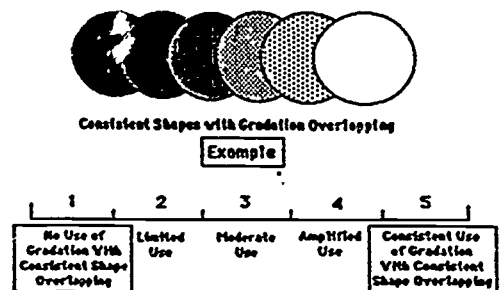 Consistent Shapes with Gradation Overlapping
Example
1 2 3 4 5
No Use of
Gradation With
Consistent Shape
Overlapping
Limited
Use
Moderate
Use
Amplified
Use
Consistent Use
of Gradation
With Consistent
Shape Overlapping